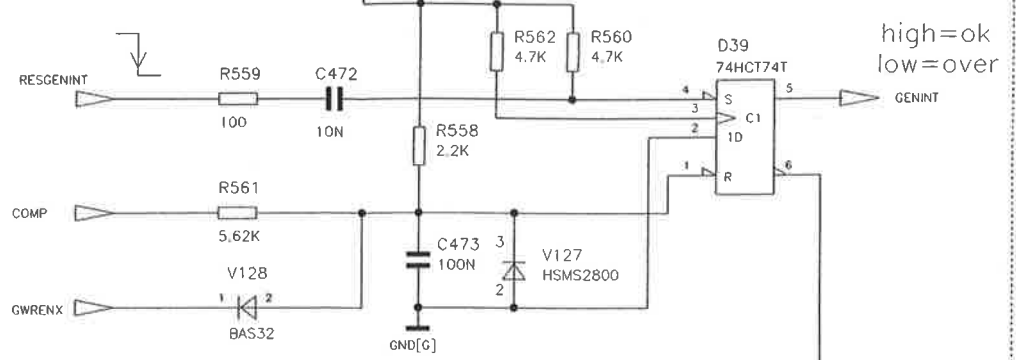 high=ok
low=over
RESGENINT
R559
100
C472
10N
R562
4.7K
R560
4.7K
D39
74HCT74T
4
S
5
GENINT
3
C1
2
1D
1
R
6
R558
2.2K
COMP
R561
5.62K
C473
100N
3
V127
HSMS2800
2
GWRENX
V128
1
2
BAS32
GND[G]